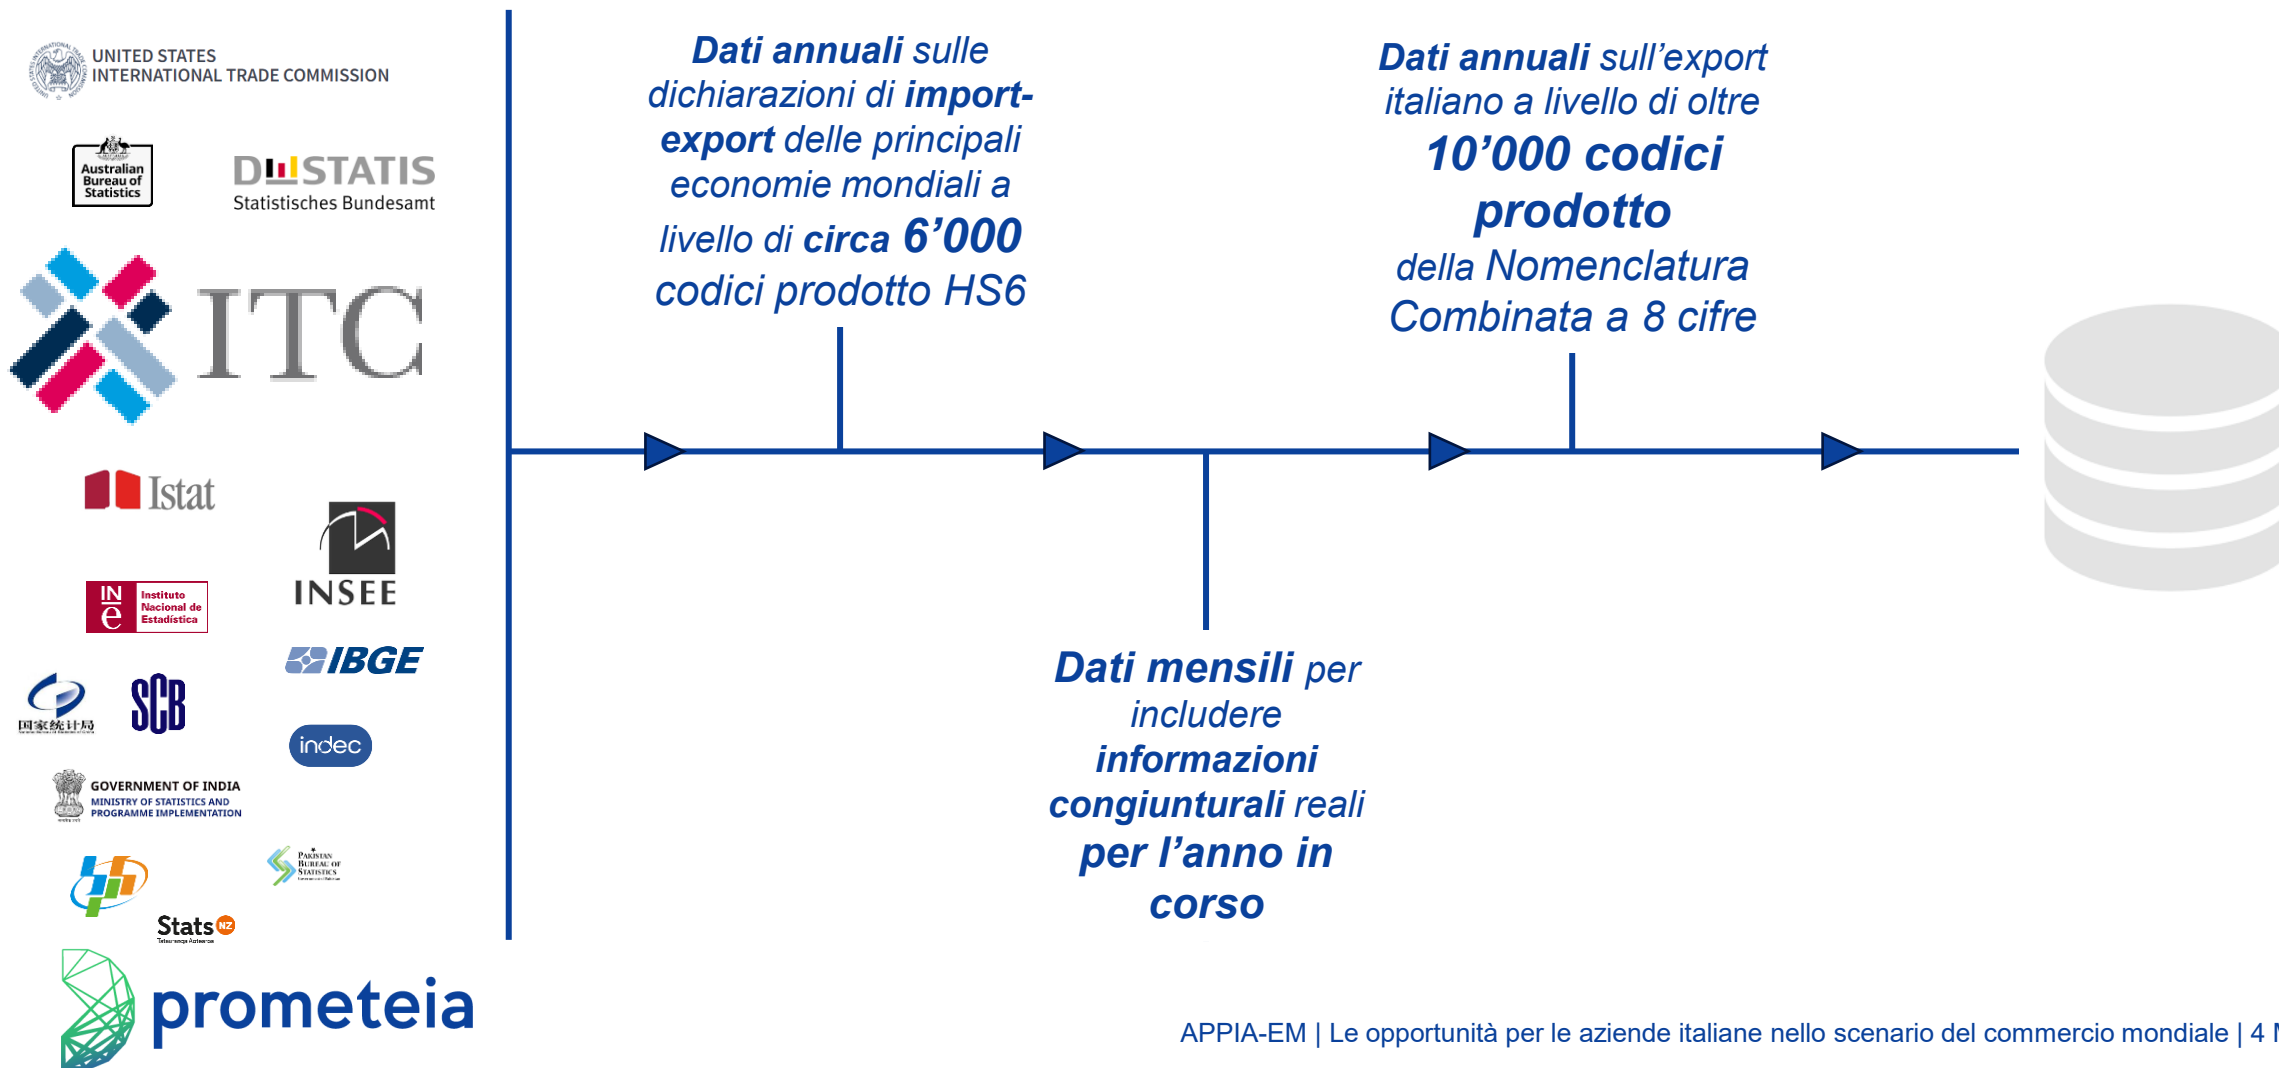 UNITED STATES
INTERNATIONAL TRADE COMMISSION
Australian
Bureau of
Statistics
DESTATIS
Statistisches Bundesamt
ITC
Istat
INSEE
INe
Instituto
Nacional de
Estadística
IBGE
国家统计局
SCB
indec
GOVERNMENT OF INDIA
MINISTRY OF STATISTICS AND
PROGRAMME IMPLEMENTATION
PAKISTAN
BUREAU OF
STATISTICS
Stats NZ
Tatauranga Aotearoa
prometeia
Dati annuali sulle
dichiarazioni di import-
export delle principali
economie mondiali a
livello di circa 6’000
codici prodotto HS6
Dati mensili per
includere
informazioni
congiunturali reali
per l’anno in
corso
Dati annuali sull’export
italiano a livello di oltre
10’000 codici
prodotto
della Nomenclatura
Combinata a 8 cifre
APPIA-EM | Le opportunità per le aziende italiane nello scenario del commercio mondiale | 4